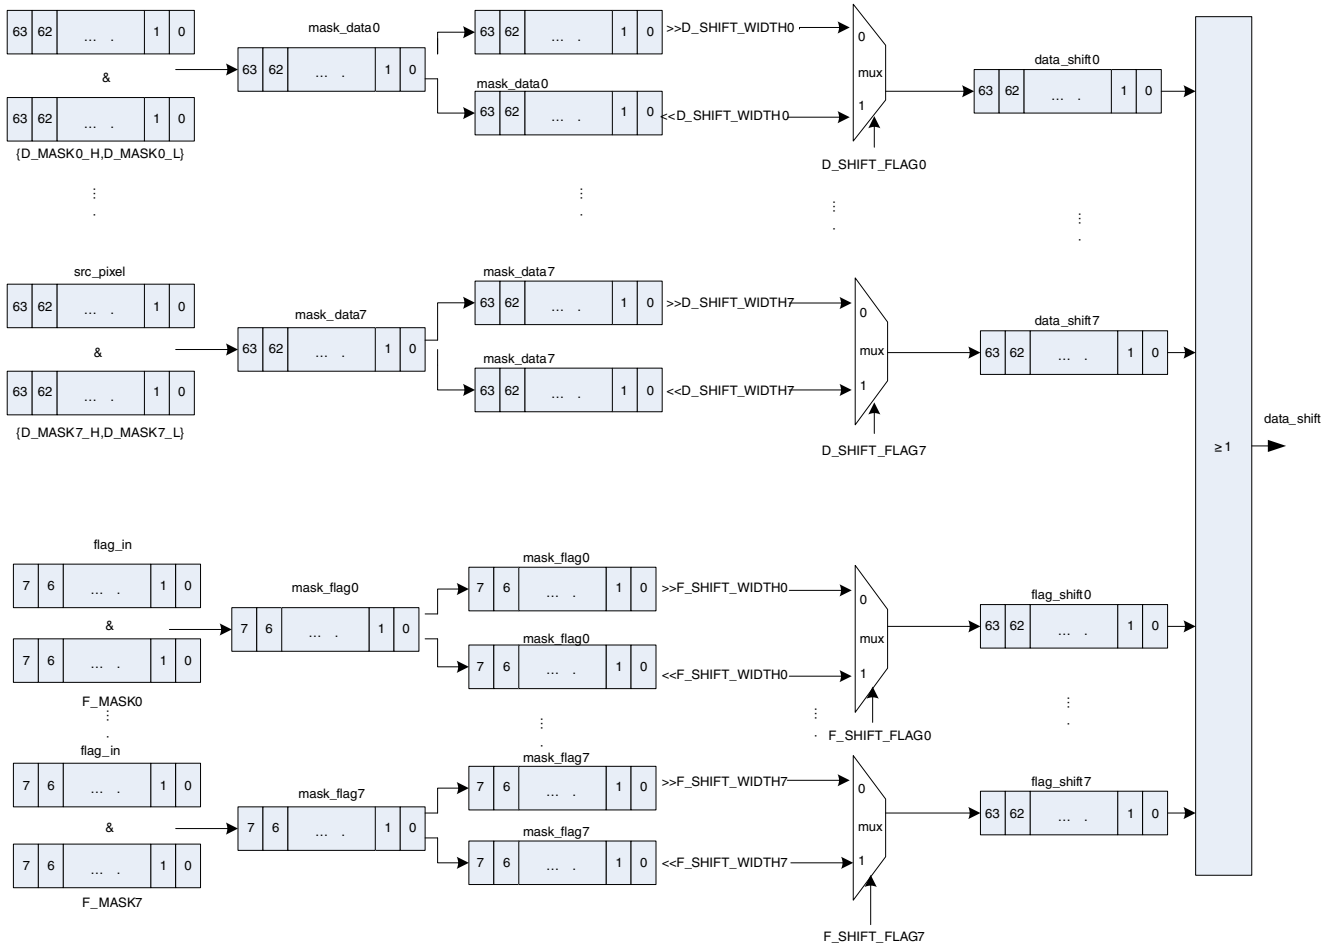 63 62 ... . 1 0
&
63 62 ... . 1 0
{D_MASK0_H,D_MASK0_L}
mask_data0
63 62 ... . 1 0
63 62 ... . 1 0
>>D_SHIFT_WIDTH0
mask_data0
63 62 ... . 1 0
<<D_SHIFT_WIDTH0
0
mux
1
D_SHIFT_FLAG0
data_shift0
63 62 ... . 1 0
... .
... .
... .
... .
src_pixel
63 62 ... . 1 0
&
63 62 ... . 1 0
{D_MASK7_H,D_MASK7_L}
mask_data7
63 62 ... . 1 0
mask_data7
63 62 ... . 1 0
>>D_SHIFT_WIDTH7
mask_data7
63 62 ... . 1 0
<<D_SHIFT_WIDTH7
0
mux
1
D_SHIFT_FLAG7
data_shift7
63 62 ... . 1 0
≥1
data_shift
flag_in
7 6 ... . 1 0
&
7 6 ... . 1 0
F_MASK0
mask_flag0
7 6 ... . 1 0
mask_flag0
7 6 ... . 1 0
>>F_SHIFT_WIDTH0
mask_flag0
7 6 ... . 1 0
<<F_SHIFT_WIDTH0
0
mux
1
F_SHIFT_FLAG0
flag_shift0
63 62 ... . 1 0
... .
... .
... .
... .
flag_in
7 6 ... . 1 0
&
7 6 ... . 1 0
F_MASK7
mask_flag7
7 6 ... . 1 0
mask_flag7
7 6 ... . 1 0
>>F_SHIFT_WIDTH7
mask_flag7
7 6 ... . 1 0
<<F_SHIFT_WIDTH7
0
mux
1
F_SHIFT_FLAG7
flag_shift7
63 62 ... . 1 0